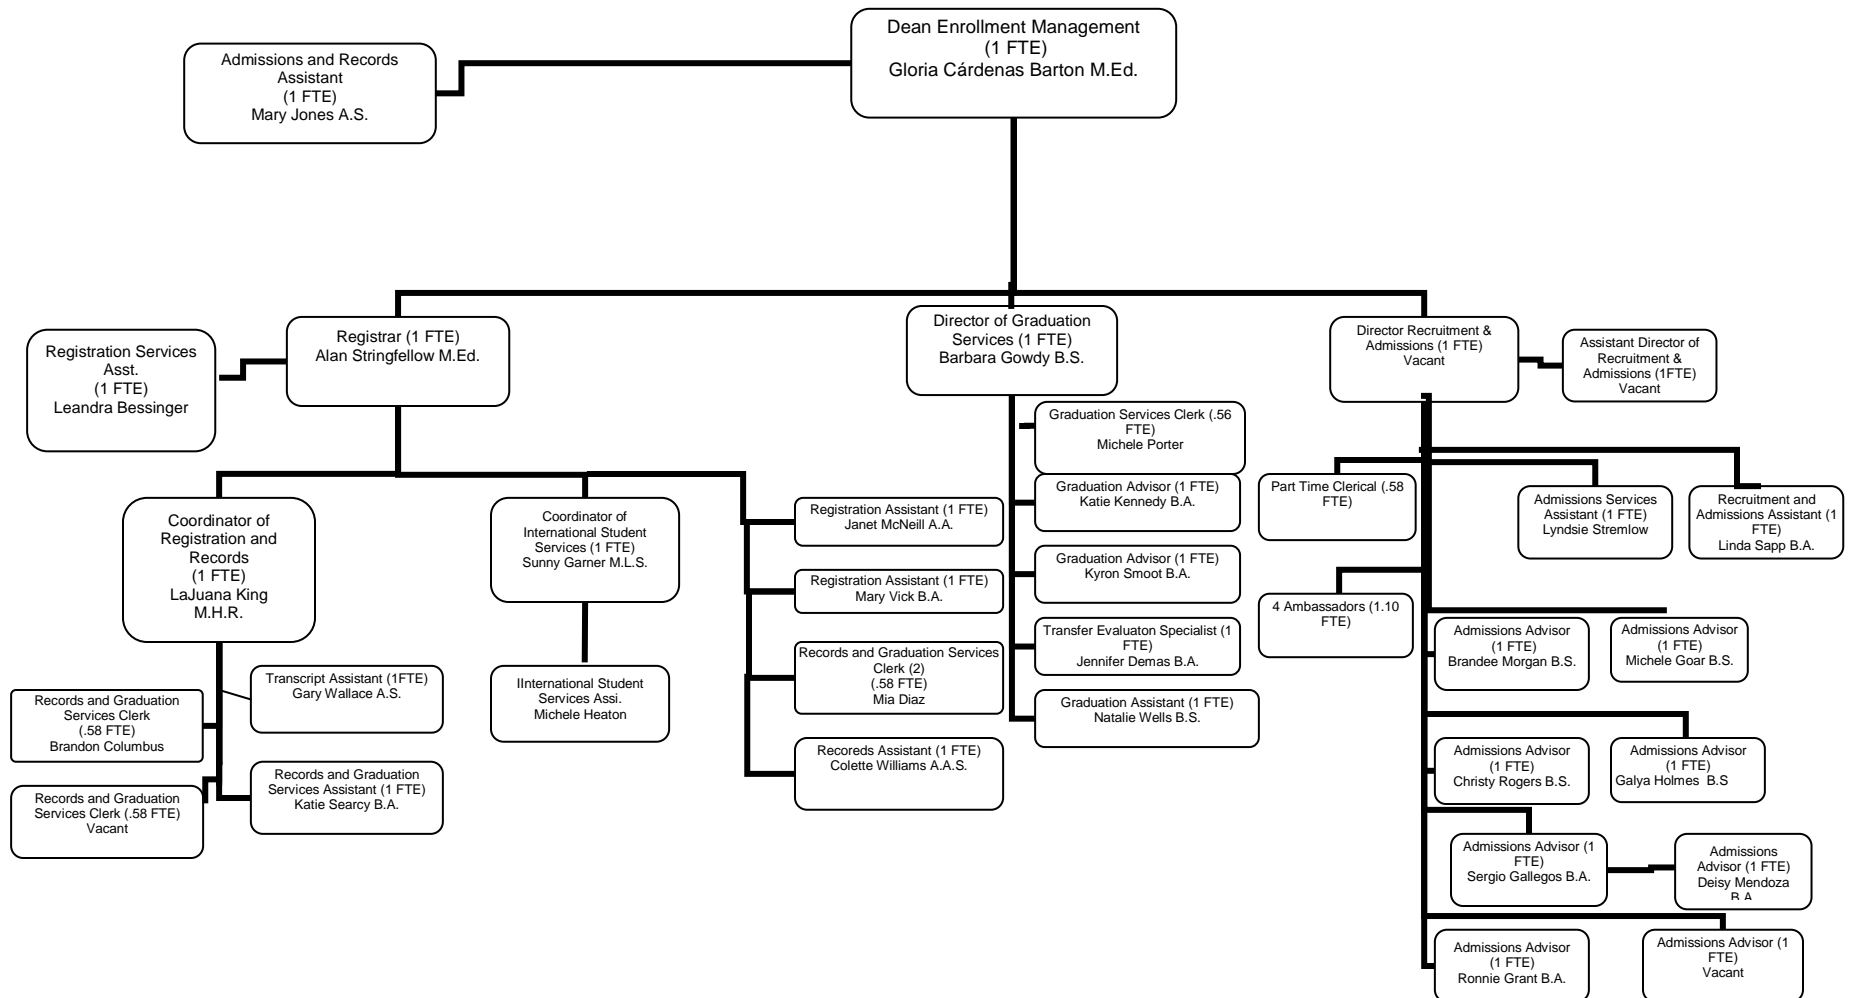 Dean Enrollment Management
(1 FTE)
Gloria Cárdenas Barton M.Ed.
Admissions and Records
Assistant
(1 FTE)
Mary Jones A.S.
Registration Services
Asst.
(1 FTE)
Leandra Bessinger
Registrar (1 FTE)
Alan Stringfellow M.Ed.
Director of Graduation
Services (1 FTE)
Barbara Gowdy B.S.
Director Recruitment &
Admissions (1 FTE)
Vacant
Assistant Director of
Recruitment &
Admissions (1FTE)
Vacant
Coordinator of
Registration and
Records
(1 FTE)
LaJuana King
M.H.R.
Coordinator of
International Student
Services (1 FTE)
Sunny Garner M.L.S.
Registration Assistant (1 FTE)
Janet McNeill A.A.
Registration Assistant (1 FTE)
Mary Vick B.A.
Records and Graduation Services
Clerk (2)
(.58 FTE)
Mia Diaz
Recoreds Assistant (1 FTE)
Colette Williams A.A.S.
Transcript Assistant (1FTE)
Gary Wallace A.S.
Records and Graduation
Services Clerk
(.58 FTE)
Brandon Columbus
Records and Graduation
Services Assistant (1 FTE)
Katie Searcy B.A.
Records and Graduation
Services Clerk (.58 FTE)
Vacant
IInternational Student
Services Assi.
Michele Heaton
Graduation Services Clerk (.56
FTE)
Michele Porter
Graduation Advisor (1 FTE)
Katie Kennedy B.A.
Graduation Advisor (1 FTE)
Kyron Smoot B.A.
Transfer Evaluaton Specialist (1
FTE)
Jennifer Demas B.A.
Graduation Assistant (1 FTE)
Natalie Wells B.S.
Part Time Clerical (.58
FTE)
Admissions Services
Assistant (1 FTE)
Lyndsie Stremlow
Recruitment and
Admissions Assistant (1
FTE)
Linda Sapp B.A.
4 Ambassadors (1.10
FTE)
Admissions Advisor
(1 FTE)
Brandee Morgan B.S.
Admissions Advisor
(1 FTE)
Michele Goar B.S.
Admissions Advisor
(1 FTE)
Christy Rogers B.S.
Admissions Advisor
(1 FTE)
Galya Holmes B.S
Admissions Advisor (1
FTE)
Sergio Gallegos B.A.
Admissions
Advisor (1 FTE)
Deisy Mendoza
B.A.
Admissions Advisor
(1 FTE)
Ronnie Grant B.A.
Admissions Advisor (1
FTE)
Vacant